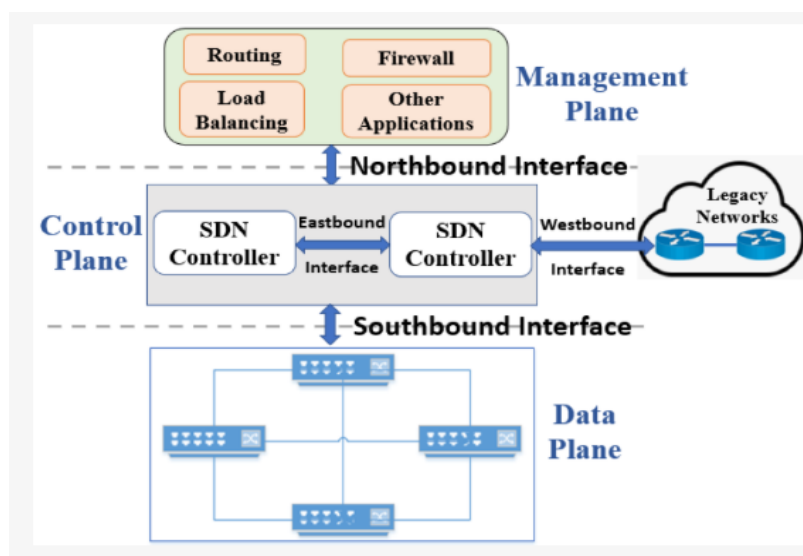 Routing
Firewall
Load
Balancing
Other
Applications
Management
Plane
Northbound Interface
Control
Plane
SDN
Controller
Eastbound
Interface
SDN
Controller
Westbound
Interface
Legacy
Networks
Southbound Interface
Data
Plane